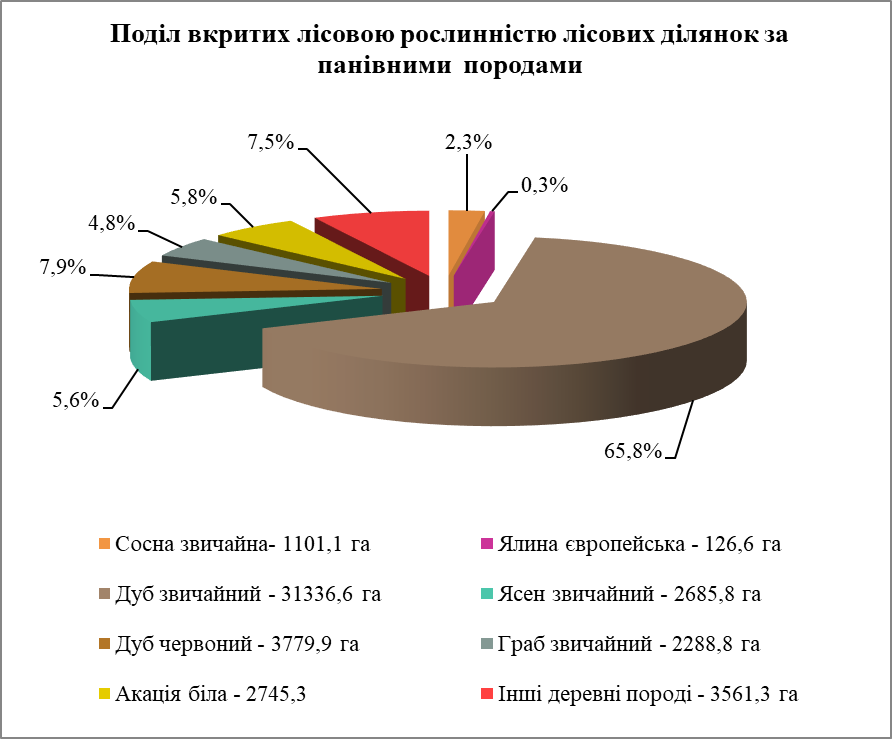 Поділ вкритих лісовою рослинністю лісових ділянок за
панівними породами
7,5%
2,3%
0,3%
5,8%
4,8%
7,9%
5,6%
65,8%
Сосна звичайна- 1101,1 га
Ялина європейська - 126,6 га
Дуб звичайний - 31336,6 га
Ясен звичайний - 2685,8 га
Дуб червоний - 3779,9 га
Граб звичайний - 2288,8 га
Акація біла - 2745,3
Інші деревні породі - 3561,3 га